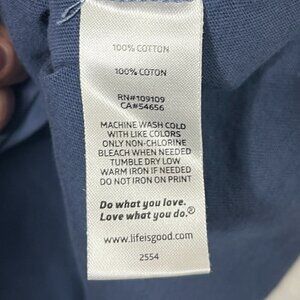 100% COTTON
100% COTON
RN#109109
CA#54656
MACHINE WASH COLD
WITH LIKE COLORS
ONLY NON-CHLORINE
BLEACH WHEN NEEDED
TUMBLE DRY LOW
WARM IRON IF NEEDED
DO NOT IRON ON PRINT
Do what you love.
Love what you do.®
www.lifeisgood.com
2554